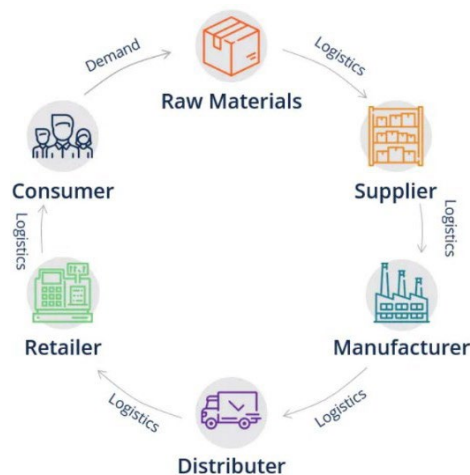 Demand
Logistics
Raw Materials
Consumer
Supplier
Logistics
Logistics
Retailer
Manufacturer
Logistics
Logistics
Distributer